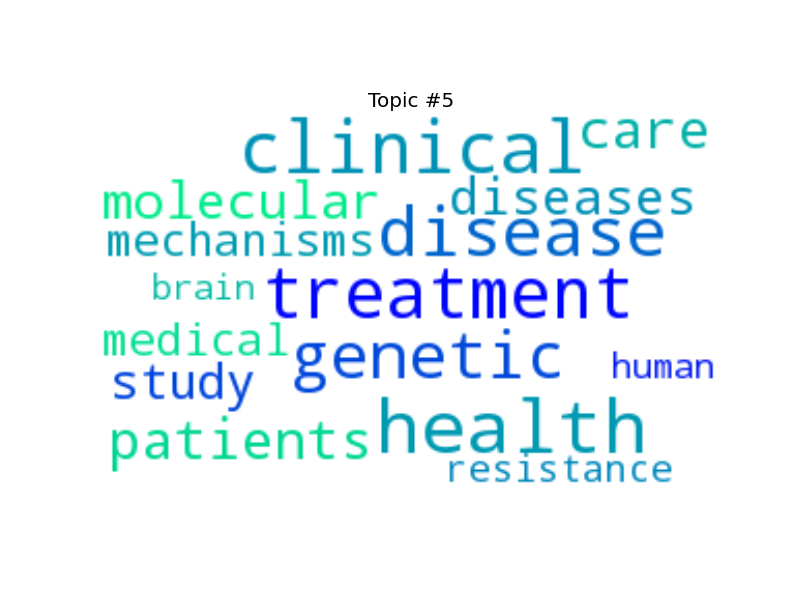 Topic #5
clinical care
molecular diseases
mechanisms disease
brain treatment
medical genetic human
study
patients health
resistance